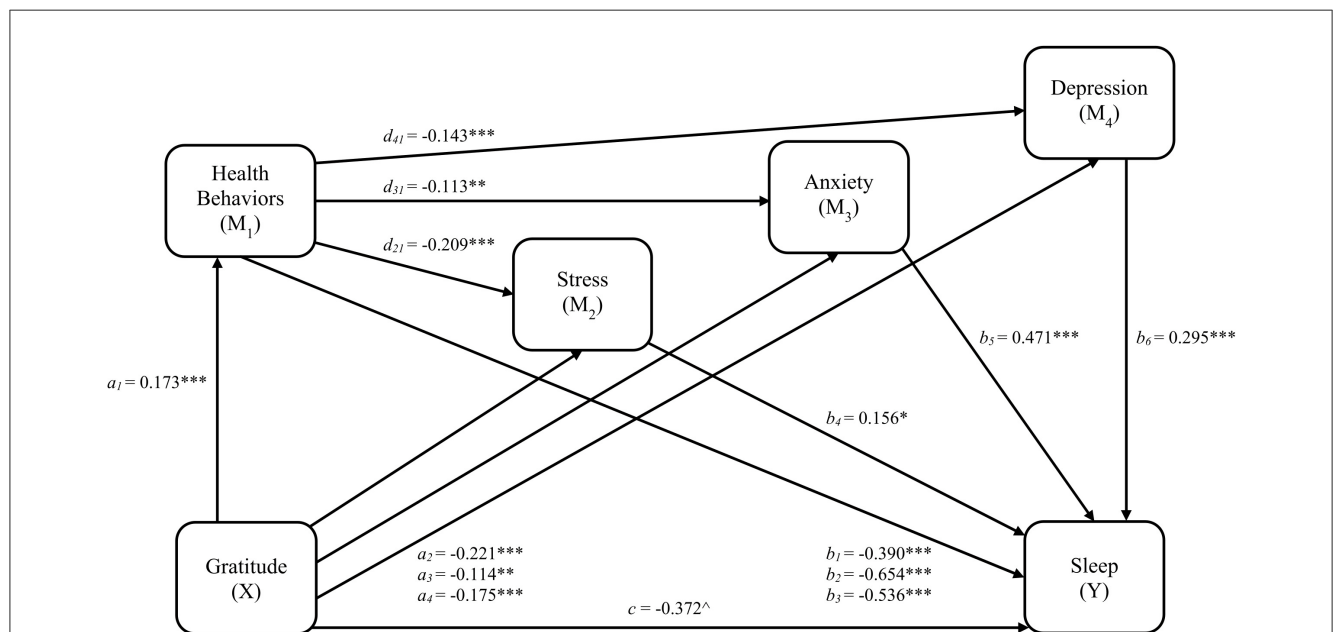 Depression
(M4)
d41 = -0.143***
Health
Behaviors
(M1)
d31 = -0.113**
Anxiety
(M3)
d21 = -0.209***
Stress
(M2)
a1 = 0.173***
b5 = 0.471***
b6 = 0.295***
b4 = 0.156*
Gratitude
(X)
a2 = -0.221***
a3 = -0.114**
a4 = -0.175***
b1 = -0.390***
b2 = -0.654***
b3 = -0.536***
Sleep
(Y)
c = -0.372^